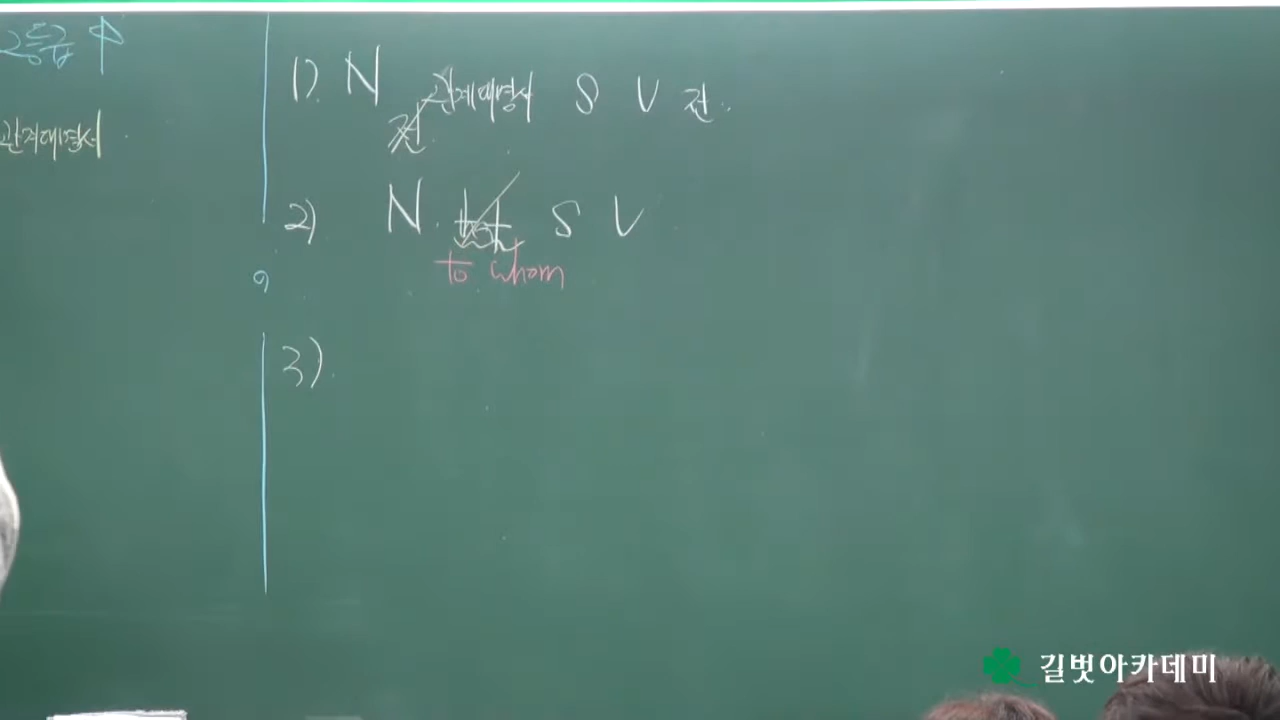 관계대명사
1). N 관계대명사 S V 전
전
2) N. S V
to whom
3).
길벗아카데미